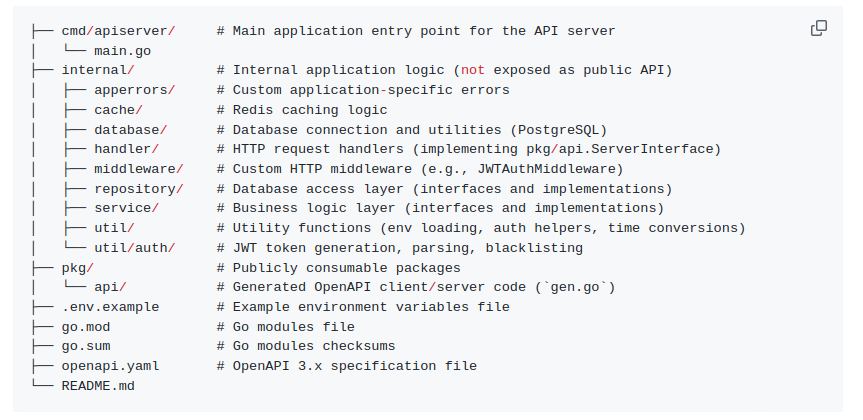 ├── cmd/apiserver/     # Main application entry point for the API server
│   └── main.go
├── internal/          # Internal application logic (not exposed as public API)
│   ├── apperrors/     # Custom application-specific errors
│   ├── cache/         # Redis caching logic
│   ├── database/      # Database connection and utilities (PostgreSQL)
│   ├── handler/       # HTTP request handlers (implementing pkg/api.ServerInterface)
│   ├── middleware/    # Custom HTTP middleware (e.g., JWTAuthMiddleware)
│   ├── repository/    # Database access layer (interfaces and implementations)
│   ├── service/       # Business logic layer (interfaces and implementations)
│   ├── util/          # Utility functions (env loading, auth helpers, time conversions)
│   └── util/auth/     # JWT token generation, parsing, blacklisting
├── pkg/               # Publicly consumable packages
│   └── api/           # Generated OpenAPI client/server code (`gen.go`)
├── .env.example       # Example environment variables file
├── go.mod             # Go modules file
├── go.sum             # Go modules checksums
├── openapi.yaml       # OpenAPI 3.x specification file
└── README.md